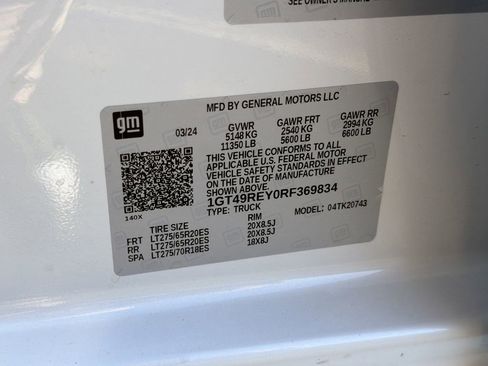 SEE OWNER'S MANUAL
gm
MFD BY GENERAL MOTORS LLC
03/24 GVWR GAWR FRT GAWR RR
5148 KG 2540 KG 2994 KG
11350 LB 5600 LB 6600 LB
THIS VEHICLE CONFORMS TO ALL
APPLICABLE U.S. FEDERAL MOTOR
VEHICLE SAFETY STANDARDS IN EFFECT
ON THE DATE OF MANUFACTURE
SHOWN ABOVE.
1GT49REY0RF369834
140X TYPE: TRUCK MODEL: 04TK20743
TIRE SIZE RIM
FRT LT275/65R20ES 20X8.5J
RR LT275/65R20ES 20X8.5J
SPA LT275/70R18ES 18X8J